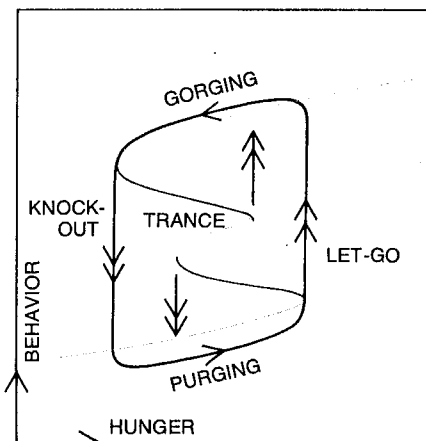 GORGING
KNOCK-
OUT
TRANCE
LET-GO
BEHAVIOR
PURGING
HUNGER